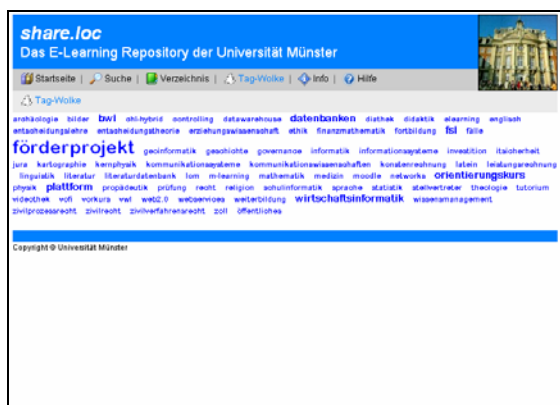 share.loc
Das E-Learning Repository der Universität Münster
Startseite | Suche | Verzeichnis | Tag-Wolke | Info | Hilfe
Tag-Wolke
archäologie bilder bwl ohl-hybrid controlling datawarehouse datenbanken diathek didaktik elearning englisch
entscheidungslehre entscheidungstheorie erziehungswissenschaft ethik finanzmathematik fortbildung fsi fälle
förderprojekt geoinformatik geschichte governance informatik informationssysteme investition itsicherheit
jura kartographie kernphysik kommunikationssysteme kommunikationswissenschaften kostenrechnung latein leistungsrechnung
linguistik literatur literaturdatenbank lom m-learning mathematik medizin moodle networks orientierungskurs
physik plattform propädeutik prüfung recht religion schulinformatik sprache statistik stellvertreter theologie tutorium
videothek vofi vorkurs vwl web2.0 webservices weiterbildung wirtschaftsinformatik wissensmanagement
zivilprozessrecht zivilrecht zivilverfahrensrecht zoll öffentliches
Copyright © Universität Münster